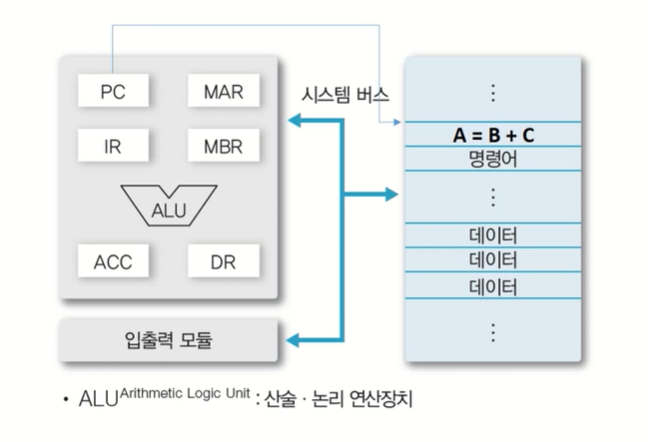 PC
MAR
시스템 버스
IR
MBR
ALU
ACC
DR
입출력 모듈
⋮
A = B + C
명령어
⋮
데이터
데이터
데이터
⋮
• ALU Arithmetic Logic Unit : 산술 · 논리 연산장치